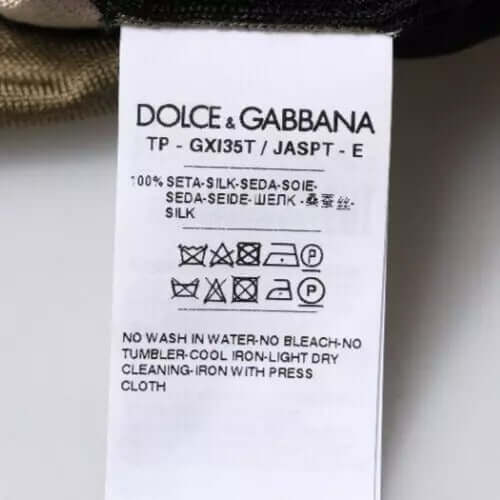 DOLCE & GABBANA
TP - GXI35T / JASPT - E
100% SETA-SILK-SEDA-SOIE-
SEDA-SEIDE-ШЕЛК -桑蚕丝-
SILK
P
P
NO WASH IN WATER-NO BLEACH-NO
TUMBLER-COOL IRON-LIGHT DRY
CLEANING-IRON WITH PRESS
CLOTH